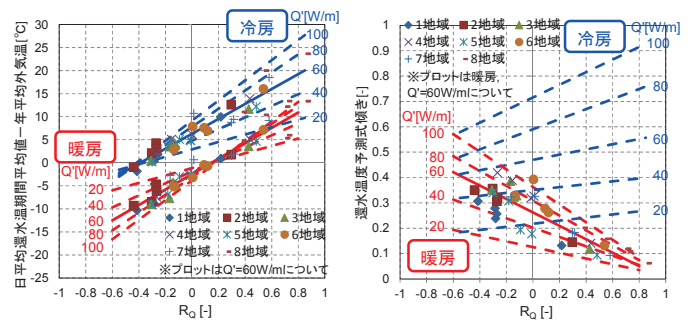 日平均還水温期間平均値ー年平均外気温[℃]
30
25
20
15
10
5
0
-5
-10
-15
-20
-25
冷房
Q'[W/m]
100
80
60
40
20
暖房
Q'[W/m]
20
40
60
80
100
1地域 2地域 3地域
4地域 5地域 6地域
7地域 8地域
※プロットはQ'=60W/mについて
-1 -0.8 -0.6 -0.4 -0.2 0 0.2 0.4 0.6 0.8 1
RQ [-]
還水温度予測式傾き[-]
1
0.9
0.8
0.7
0.6
0.5
0.4
0.3
0.2
0.1
0
1地域 2地域 3地域
4地域 5地域 6地域
7地域 8地域
※プロットは暖房,
Q'=60W/mについて
冷房
Q'[W/m]
100
80
60
40
20
Q'[W/m]
100
80
60
40
20
暖房
-1 -0.8 -0.6 -0.4 -0.2 0 0.2 0.4 0.6 0.8 1
RQ [-]